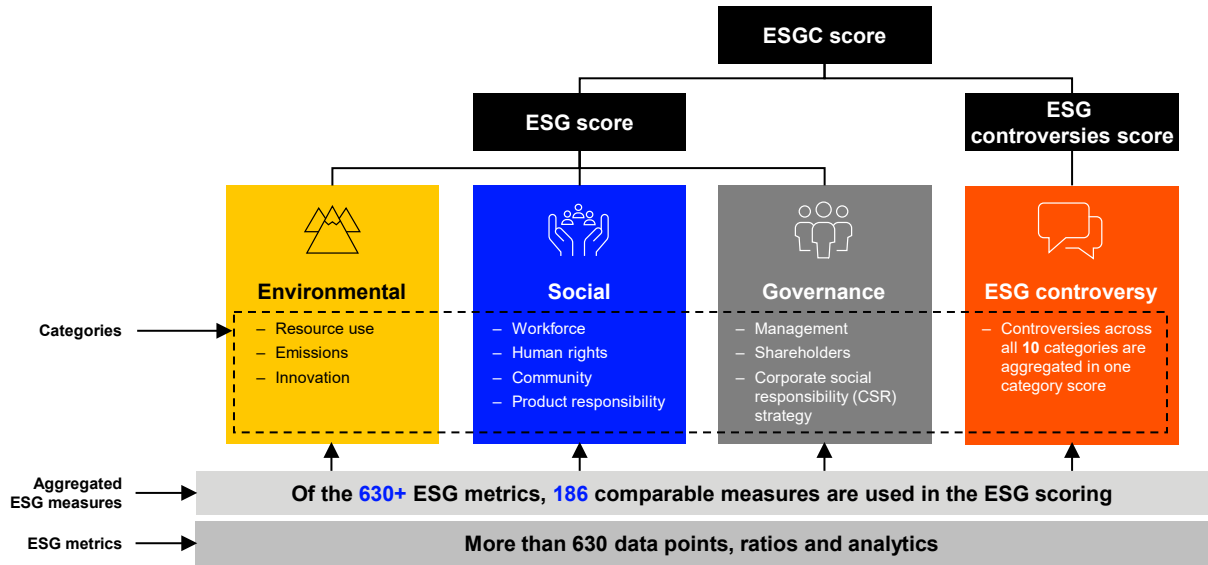 ESGC score
ESG score
ESG
controversies score
Environmental
Social
Governance
ESG controversy
Categories
– Resource use
– Emissions
– Innovation
– Workforce
– Human rights
– Community
– Product responsibility
– Management
– Shareholders
– Corporate social
responsibility (CSR)
strategy
– Controversies across
all 10 categories are
aggregated in one
category score
Aggregated
ESG measures
Of the 630+ ESG metrics, 186 comparable measures are used in the ESG scoring
ESG metrics
More than 630 data points, ratios and analytics